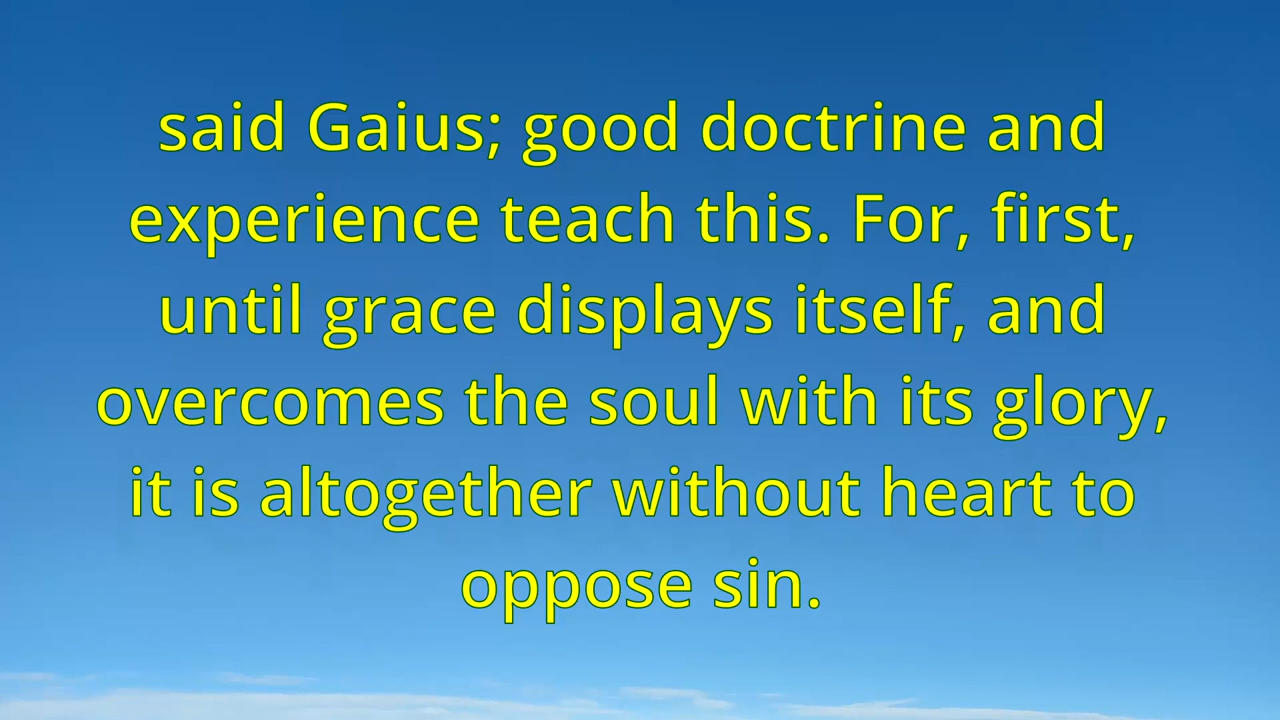 said Gaius; good doctrine and
experience teach this. For, first,
until grace displays itself, and
overcomes the soul with its glory,
it is altogether without heart to
oppose sin.